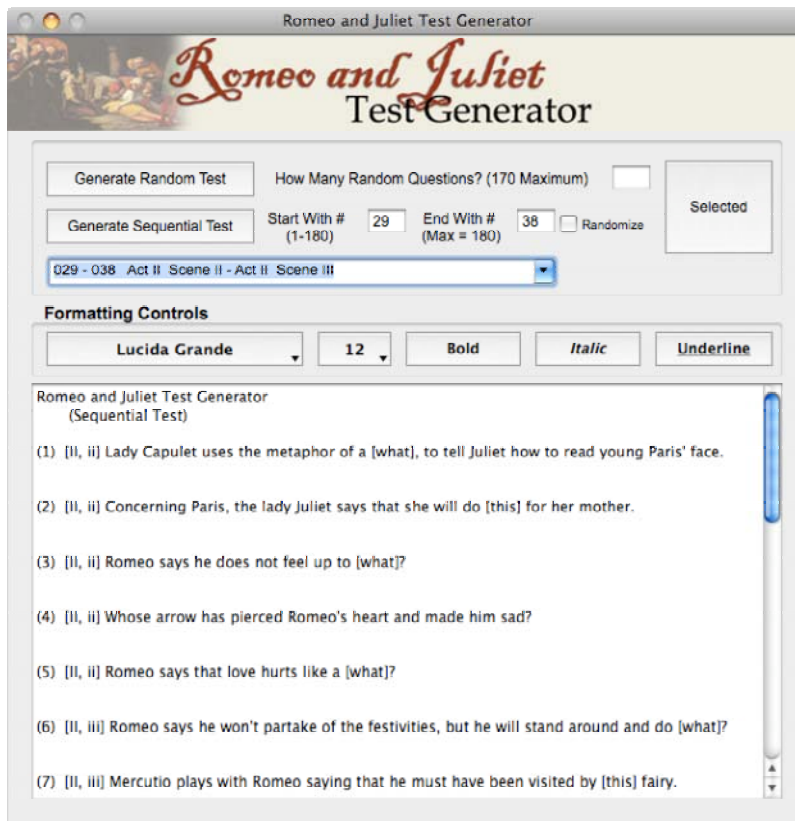 Romeo and Juliet Test Generator
Romeo and Juliet
Test Generator
Generate Random Test
How Many Random Questions? (170 Maximum)
Selected
Generate Sequential Test
Start With #
(1-180)
29
End With #
(Max = 180)
38
Randomize
029 - 038 Act II Scene II - Act II Scene III
Formatting Controls
Lucida Grande
12
Bold
Italic
Underline
Romeo and Juliet Test Generator
(Sequential Test)
(1) [II, ii] Lady Capulet uses the metaphor of a [what], to tell Juliet how to read young Paris' face.
(2) [II, ii] Concerning Paris, the lady Juliet says that she will do [this] for her mother.
(3) [II, ii] Romeo says he does not feel up to [what]?
(4) [II, ii] Whose arrow has pierced Romeo's heart and made him sad?
(5) [II, ii] Romeo says that love hurts like a [what]?
(6) [II, iii] Romeo says he won't partake of the festivities, but he will stand around and do [what]?
(7) [II, iii] Mercutio plays with Romeo saying that he must have been visited by [this] fairy.